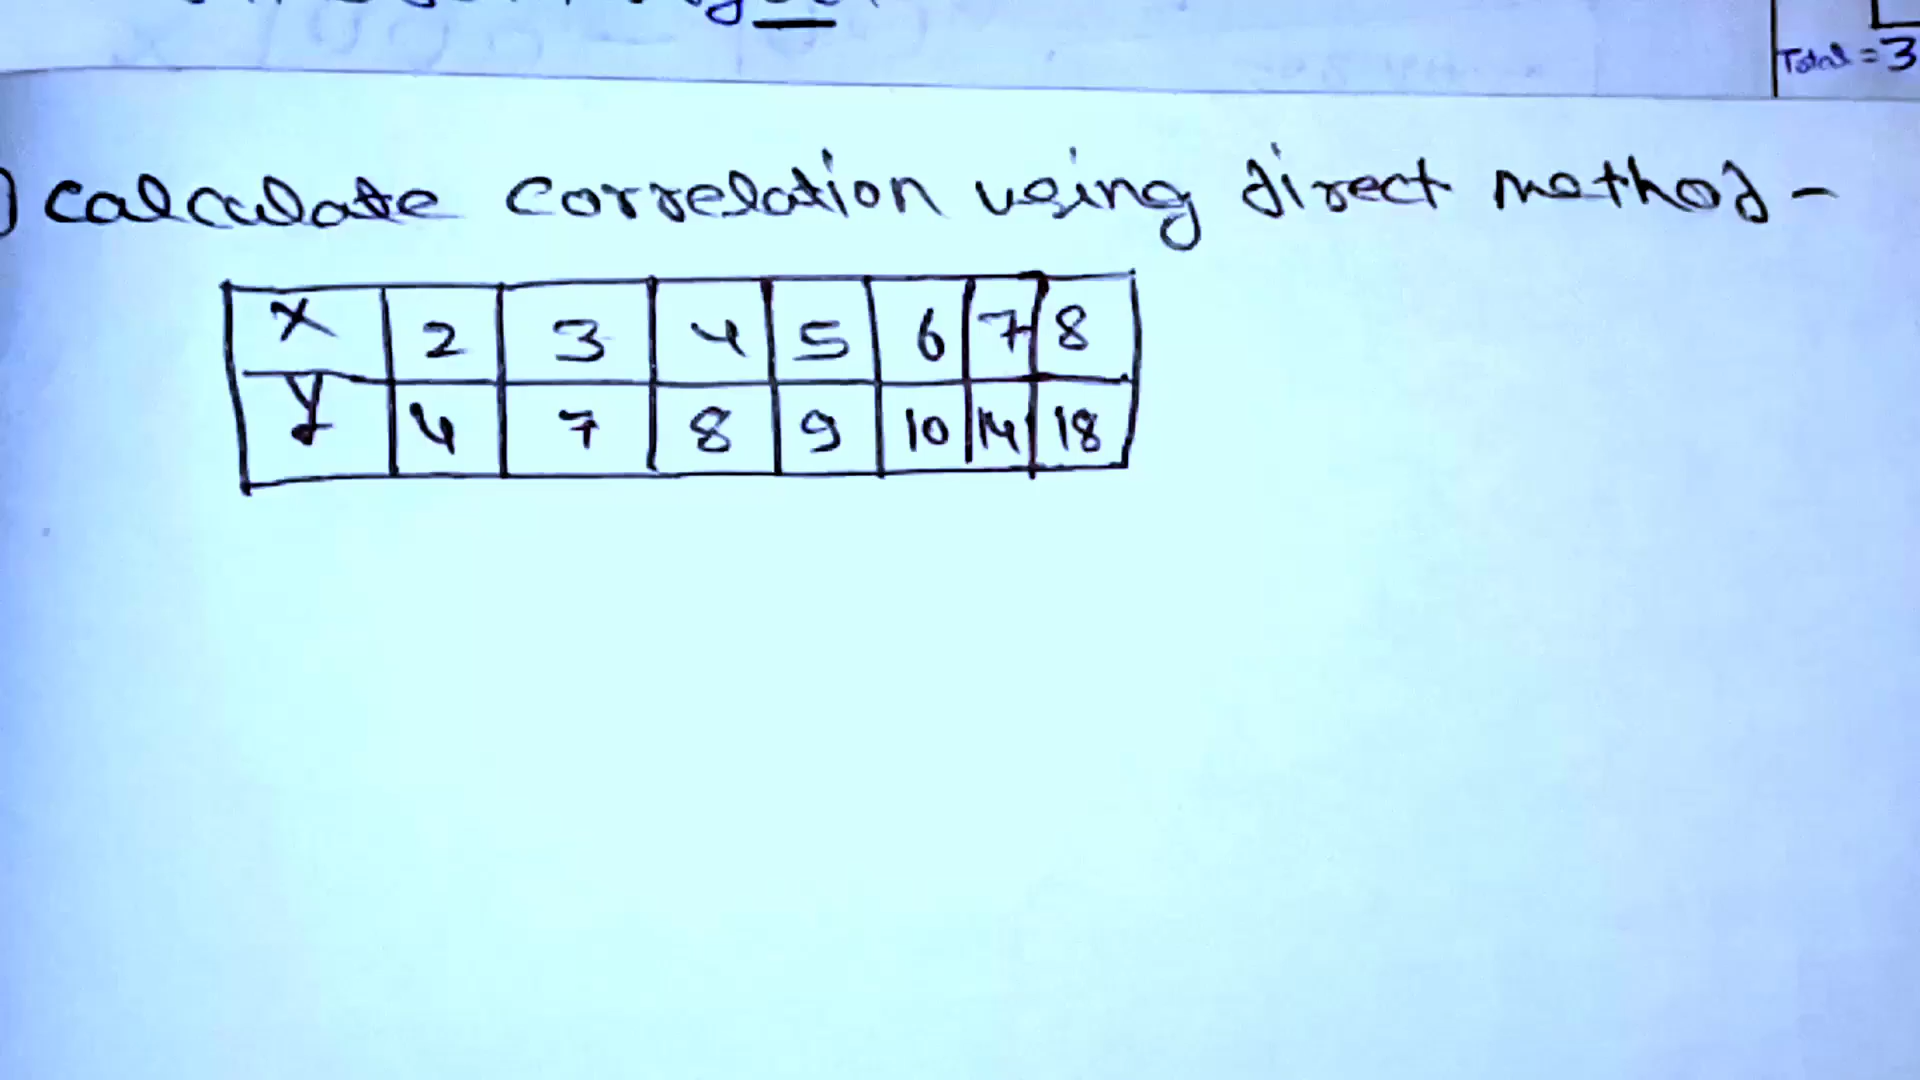 Total = 3
) calculate correlation using direct method -
X 2 3 4 5 6 7 8
Y 4 7 8 9 10 14 18